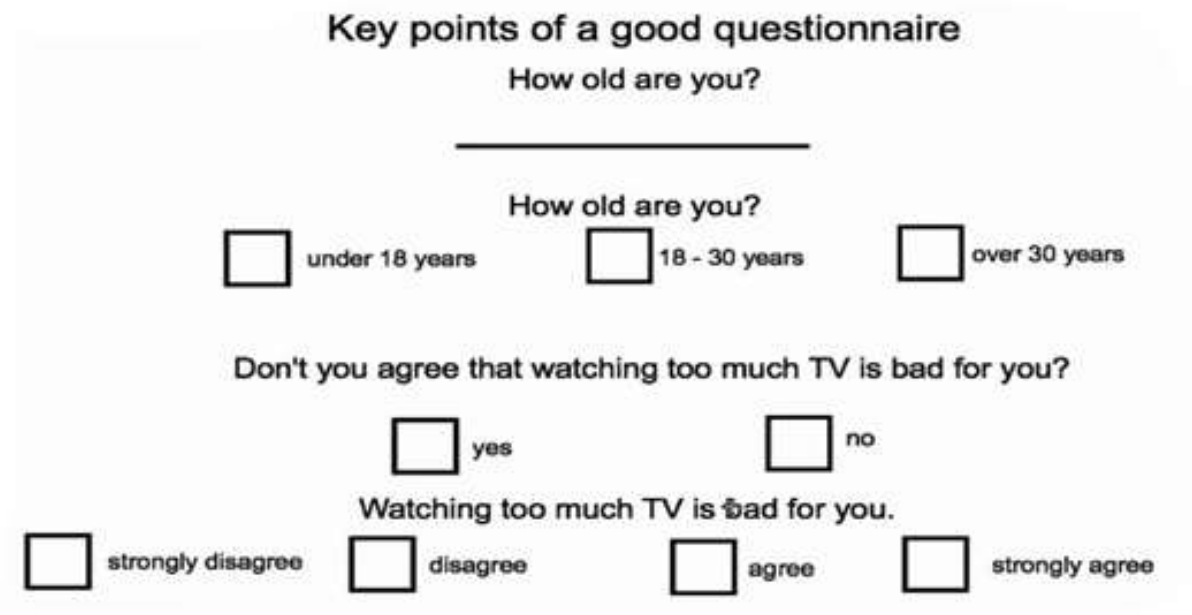 Key points of a good questionnaire
How old are you?
How old are you?
under 18 years 18 - 30 years over 30 years
Don't you agree that watching too much TV is bad for you?
yes no
Watching too much TV is bad for you.
strongly disagree disagree agree strongly agree